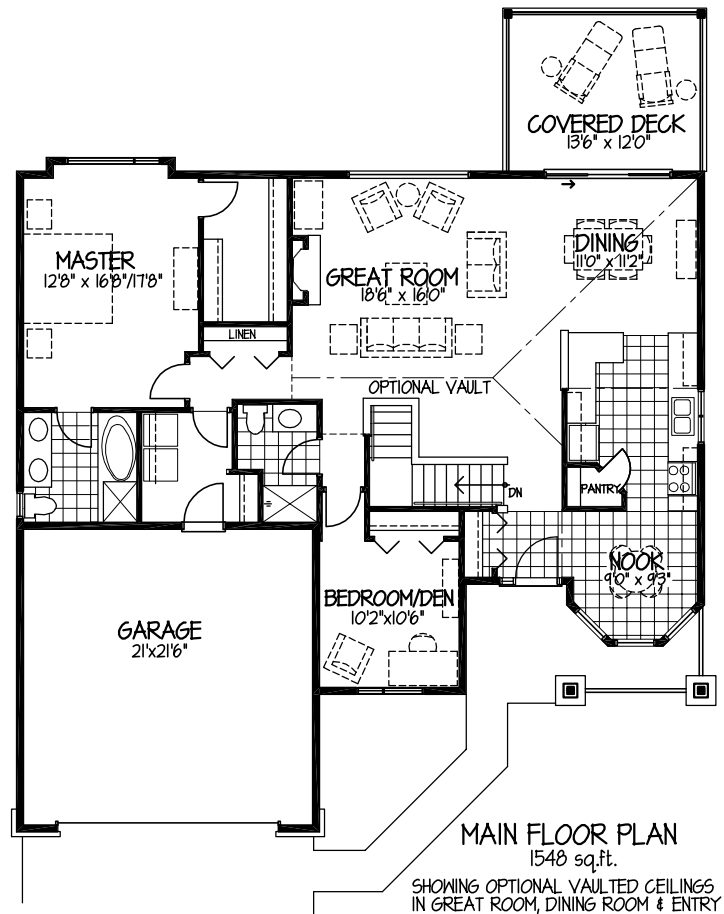 COVERED DECK
13'6" x 12'0"
MASTER
12'8" x 16'8"/17'8"
GREAT ROOM
18'6" x 16'0"
DINING
11'0" x 11'2"
LINEN
OPTIONAL VAULT
PANTRY
DN
NOOK
9'0" x 9'3"
BEDROOM/DEN
10'2"x10'6"
GARAGE
21'x21'6"
MAIN FLOOR PLAN
1548 sq.ft.
SHOWING OPTIONAL VAULTED CEILINGS
IN GREAT ROOM, DINING ROOM & ENTRY